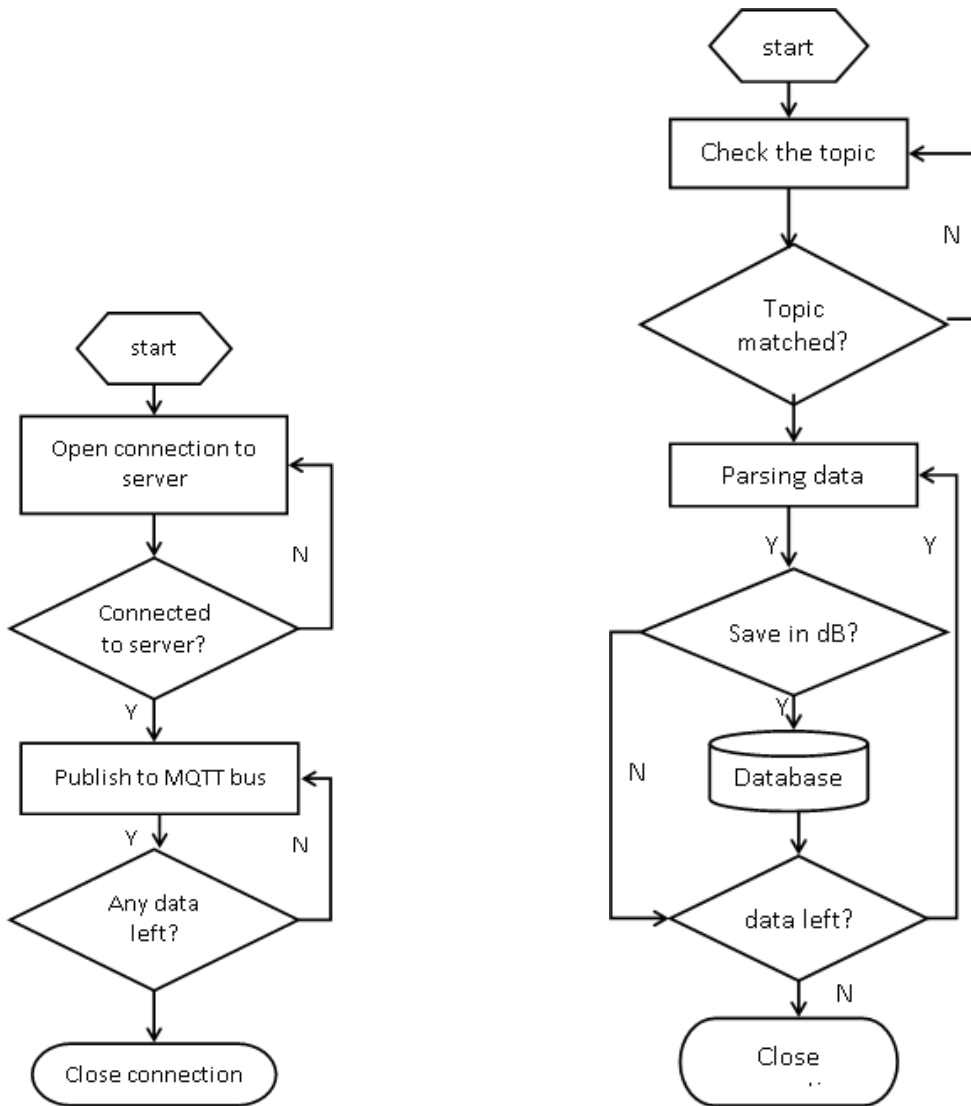 start
Open connection to
server
N
Connected
to server?
Y
Publish to MQTT bus
Y
N
Any data
left?
Close connection
start
Check the topic
N
Topic
matched?
Parsing data
Y
Y
Save in dB?
Y
N
Database
data left?
N
Close